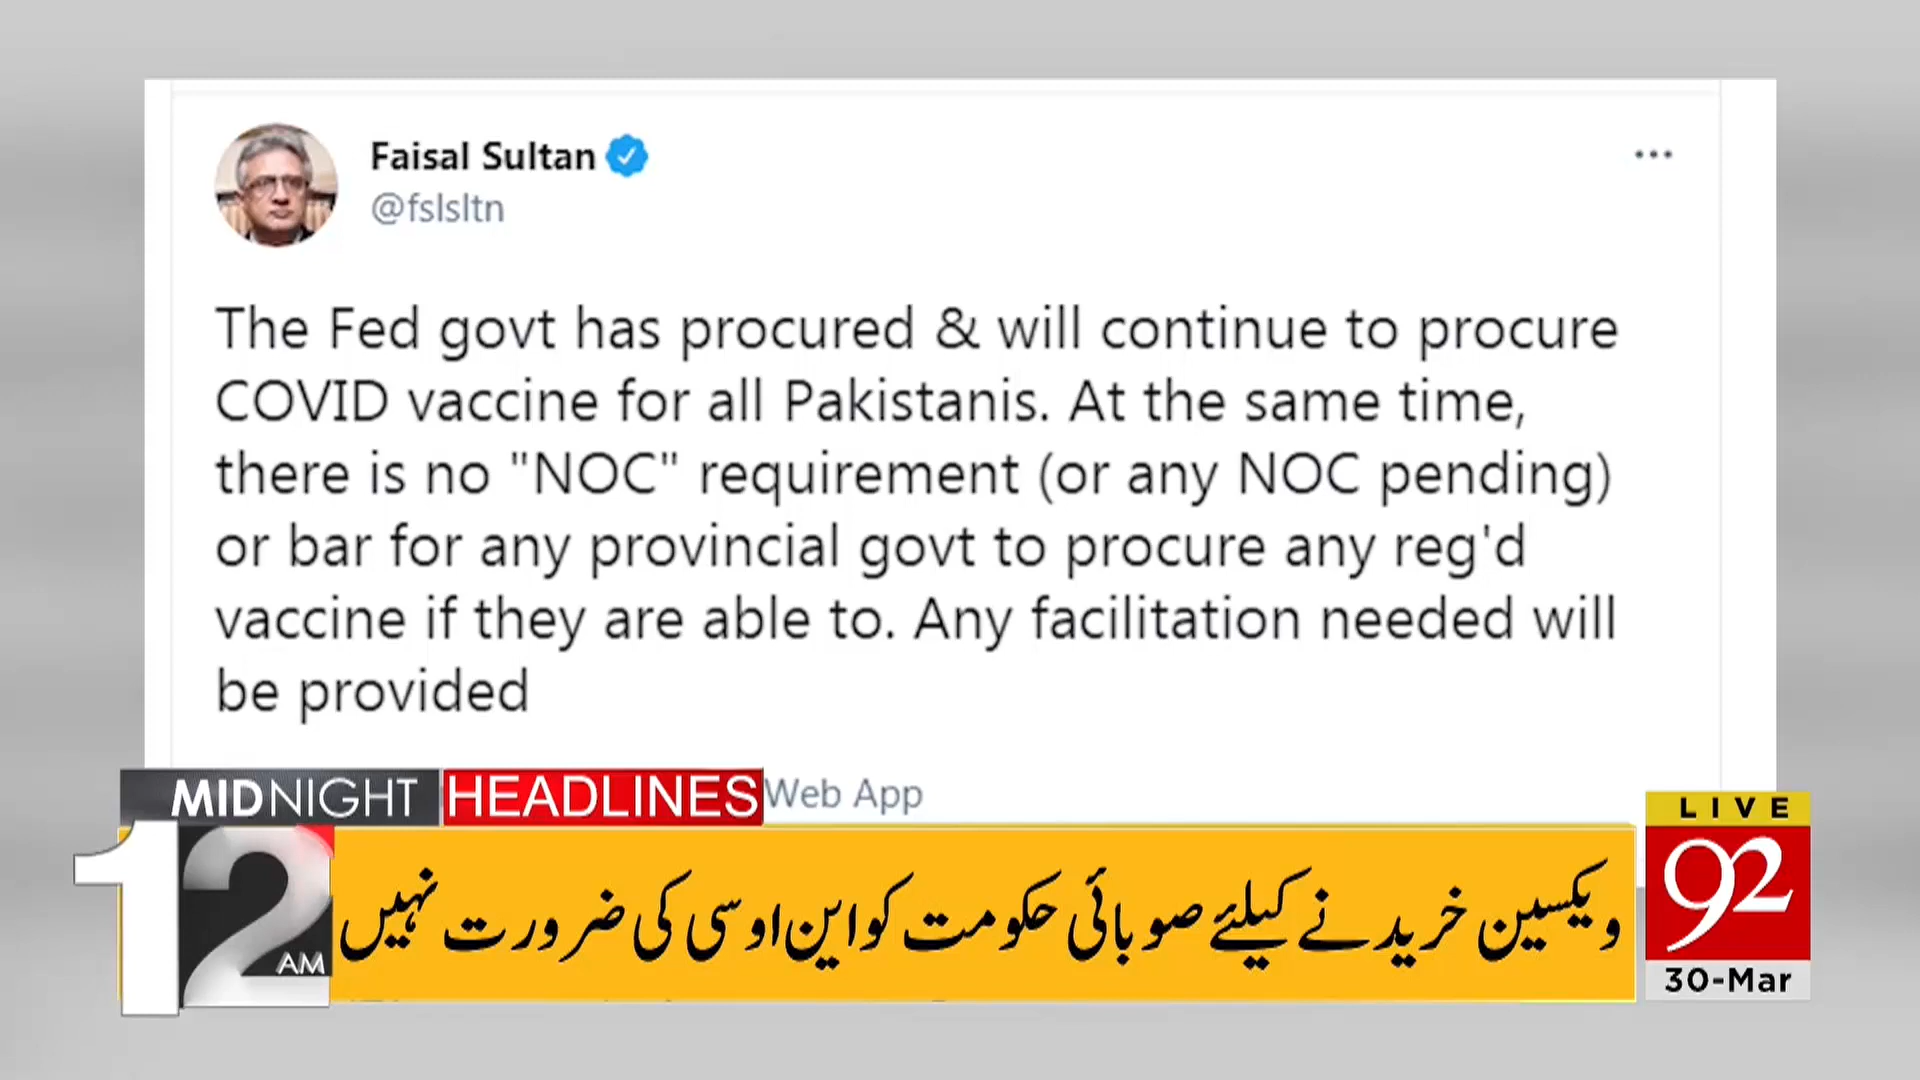 Faisal Sultan
@fslsltn
The Fed govt has procured & will continue to procure
COVID vaccine for all Pakistanis. At the same time,
there is no "NOC" requirement (or any NOC pending)
or bar for any provincial govt to procure any reg'd
vaccine if they are able to. Any facilitation needed will
be provided
Web App
MIDNIGHT HEADLINES
12 AM
ویکسین خریدنے کیلئے صوبائی حکومت کو این او سی کی ضرورت نہیں
LIVE
92
30-Mar